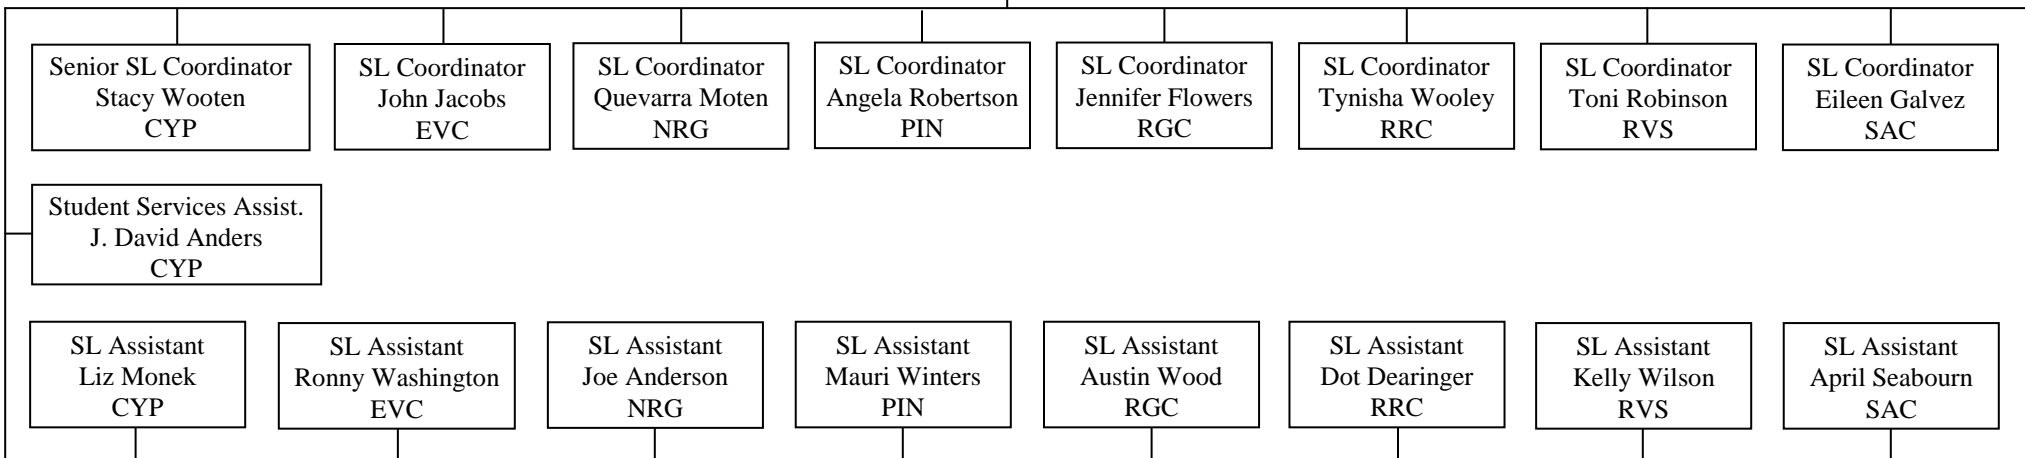 Senior SL Coordinator
Stacy Wooten
CYP
SL Coordinator
John Jacobs
EVC
SL Coordinator
Quevarra Moten
NRG
SL Coordinator
Angela Robertson
PIN
SL Coordinator
Jennifer Flowers
RGC
SL Coordinator
Tynisha Wooley
RRC
SL Coordinator
Toni Robinson
RVS
SL Coordinator
Eileen Galvez
SAC
Student Services Assist.
J. David Anders
CYP
SL Assistant
Liz Monek
CYP
SL Assistant
Ronny Washington
EVC
SL Assistant
Joe Anderson
NRG
SL Assistant
Mauri Winters
PIN
SL Assistant
Austin Wood
RGC
SL Assistant
Dot Dearinger
RRC
SL Assistant
Kelly Wilson
RVS
SL Assistant
April Seabourn
SAC